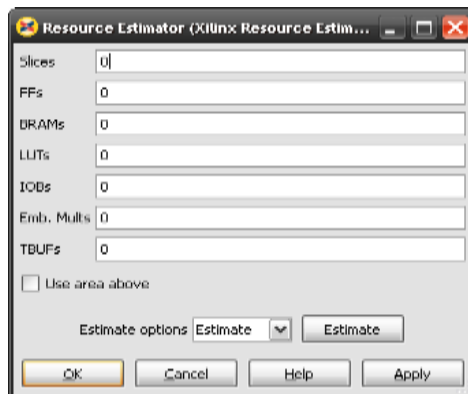 Resource Estimator (Xilinx Resource Estim...
Slices 0
FFs 0
BRAMs 0
LUTs 0
IOBs 0
Emb. Mults 0
TBUFs 0
Use area above
Estimate options Estimate Estimate
OK Cancel Help Apply